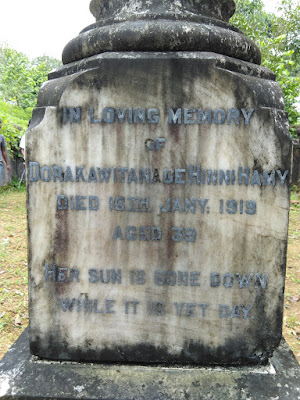 IN LOVING MEMORY
OF
DORAKAWITANAGE HINNI HAMY
DIED 16TH JANY, 1919
AGED 89
HER SUN IS GONE DOWN
WHILE IT IS YET DAY